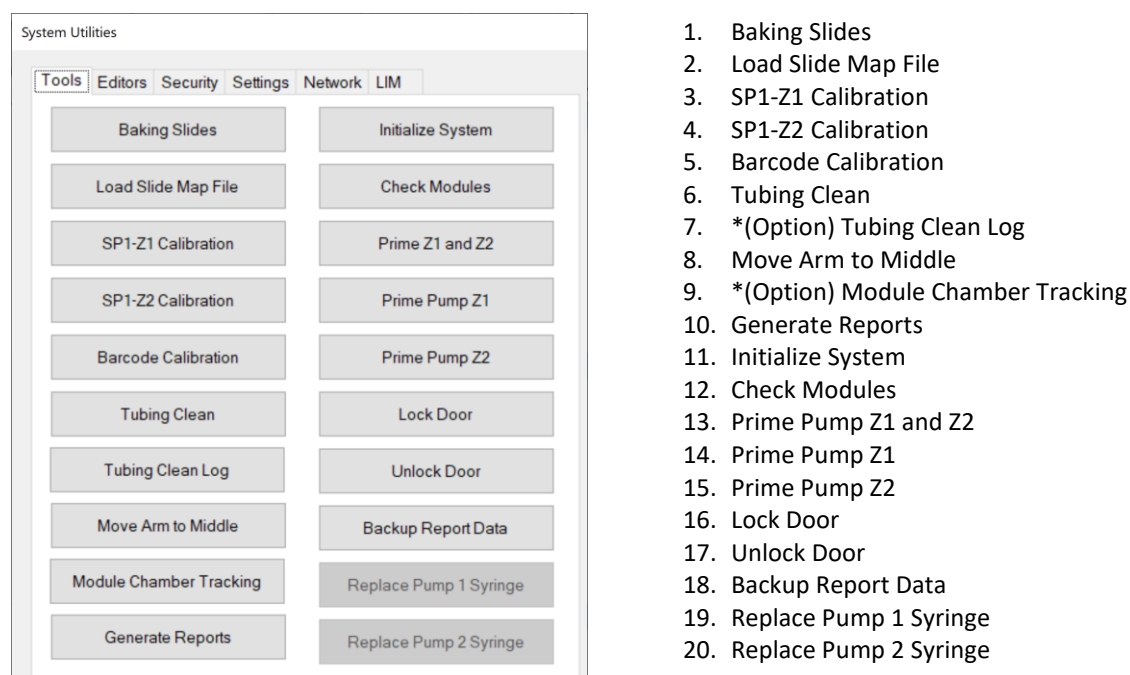 System Utilities
Tools Editors Security Settings Network LIM
Baking Slides
Load Slide Map File
SP1-Z1 Calibration
SP1-Z2 Calibration
Barcode Calibration
Tubing Clean
Tubing Clean Log
Move Arm to Middle
Module Chamber Tracking
Generate Reports
Initialize System
Check Modules
Prime Z1 and Z2
Prime Pump Z1
Prime Pump Z2
Lock Door
Unlock Door
Backup Report Data
Replace Pump 1 Syringe
Replace Pump 2 Syringe
1. Baking Slides
2. Load Slide Map File
3. SP1-Z1 Calibration
4. SP1-Z2 Calibration
5. Barcode Calibration
6. Tubing Clean
7. *(Option) Tubing Clean Log
8. Move Arm to Middle
9. *(Option) Module Chamber Tracking
10. Generate Reports
11. Initialize System
12. Check Modules
13. Prime Pump Z1 and Z2
14. Prime Pump Z1
15. Prime Pump Z2
16. Lock Door
17. Unlock Door
18. Backup Report Data
19. Replace Pump 1 Syringe
20. Replace Pump 2 Syringe